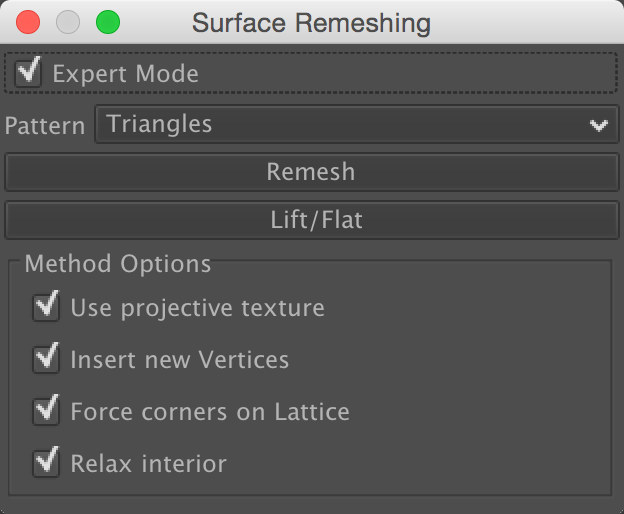 Surface Remeshing
Expert Mode
Pattern Triangles
Remesh
Lift/Flat
Method Options
Use projective texture
Insert new Vertices
Force corners on Lattice
Relax interior